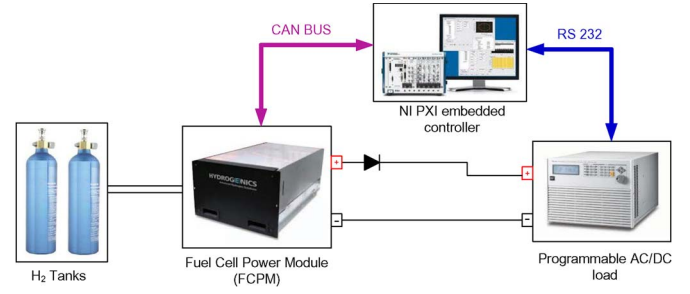 CAN BUS
RS 232
NI PXI embedded
controller
HYDROGENICS
+
+
−
−
H₂ Tanks
Fuel Cell Power Module
(FCPM)
Programmable AC/DC
load